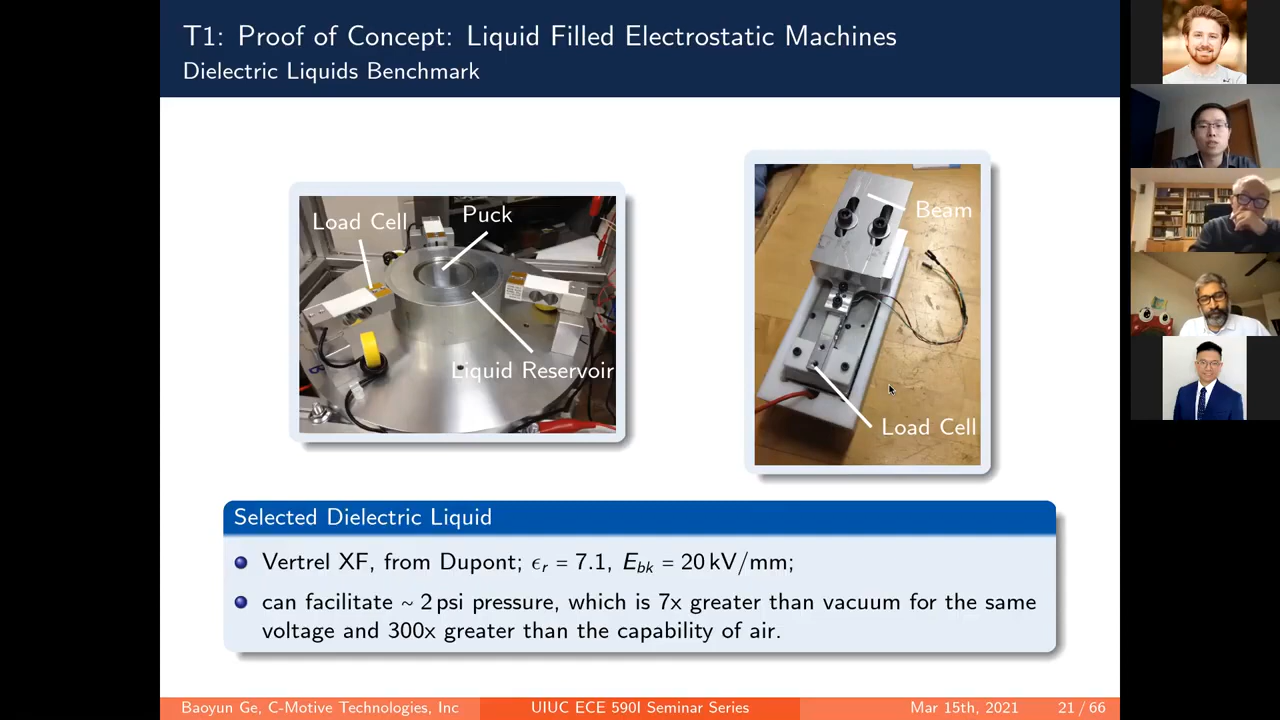 T1: Proof of Concept: Liquid Filled Electrostatic Machines
Dielectric Liquids Benchmark
Load Cell
Puck
Liquid Reservoir
Beam
Load Cell
Selected Dielectric Liquid
Vertrel XF, from Dupont; ϵr = 7.1, Ebk = 20 kV/mm;
can facilitate ~ 2 psi pressure, which is 7x greater than vacuum for the same
voltage and 300x greater than the capability of air.
Baoyun Ge, C-Motive Technologies, Inc
UIUC ECE 590I Seminar Series
Mar 15th, 2021
21 / 66